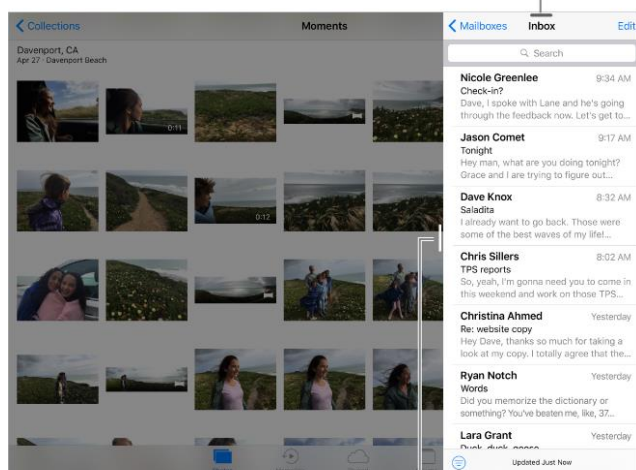 Collections
Moments
Davenport, CA
Apr 27 · Davenport Beach
0:11
0:12
Mailboxes
Inbox
Edit
Search
Nicole Greenlee 9:34 AM
Check-in?
Dave, I spoke with Lane and he's going
through the feedback now. Let's get to...
Jason Comet 9:17 AM
Tonight
Hey man, what are you doing tonight?
Grace and I are trying to figure out...
Dave Knox 8:32 AM
Saladita
I already want to go back. Those were
some of the best waves of my life!...
Chris Sillers 8:02 AM
TPS reports
So, yeah, I'm gonna need you to come in
this weekend and work on those TPS...
Christina Ahmed Yesterday
Re: website copy
Hey Dave, thanks so much for taking a
look at my copy. I totally agree that the...
Ryan Notch Yesterday
Words
Did you memorize the dictionary or
something? You've beaten me, like, 37...
Lara Grant Yesterday
Duck, duck, goose
Updated Just Now